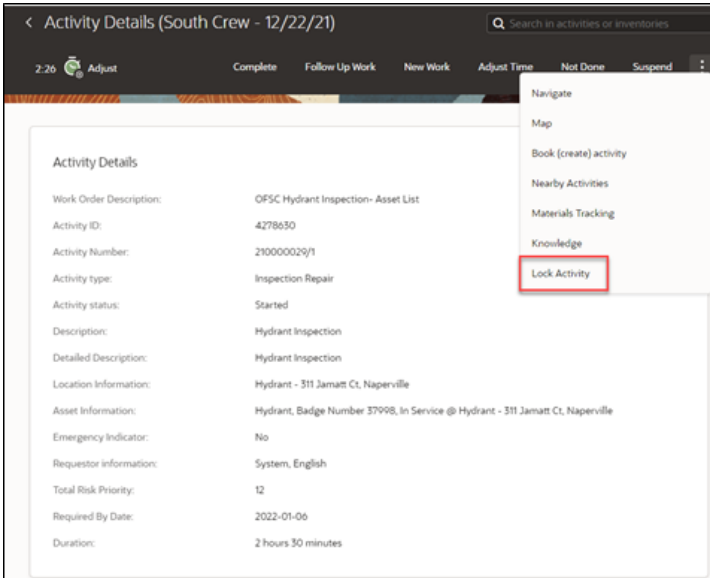 < Activity Details (South Crew - 12/22/21)
Search in activities or inventories
2:26 Adjust Complete Follow Up Work New Work Adjust Time Not Done Suspend
Navigate
Map
Book (create) activity
Nearby Activities
Materials Tracking
Knowledge
Lock Activity
Activity Details
Work Order Description: OFSC Hydrant Inspection- Asset List
Activity ID: 4278630
Activity Number: 210000029/1
Activity type: Inspection Repair
Activity status: Started
Description: Hydrant Inspection
Detailed Description: Hydrant Inspection
Location Information: Hydrant - 311 Jamatt Ct, Naperville
Asset Information: Hydrant, Badge Number 37998, In Service @ Hydrant - 311 Jamatt Ct, Naperville
Emergency Indicator: No
Requestor information: System, English
Total Risk Priority: 12
Required By Date: 2022-01-06
Duration: 2 hours 30 minutes